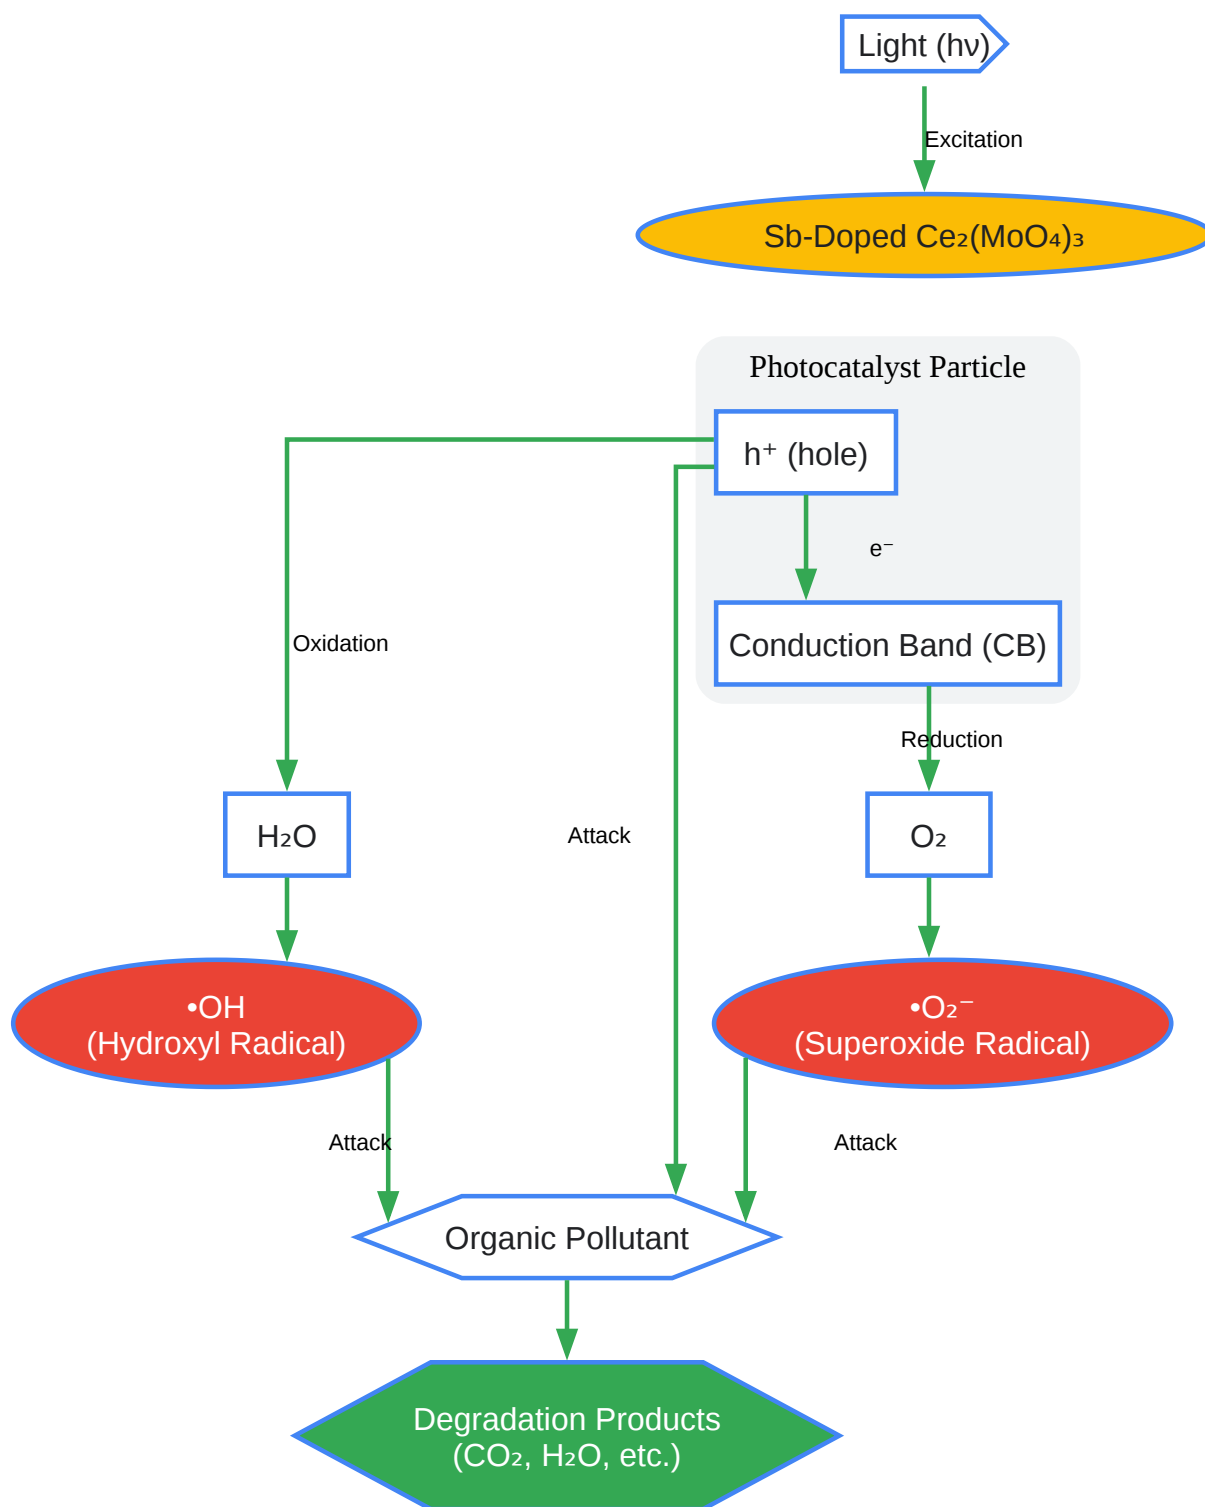 Light (hν)
Excitation
Sb-Doped Ce₂(MoO₄)₃
Photocatalyst Particle
h⁺ (hole)
e⁻
Conduction Band (CB)
Oxidation
Reduction
H₂O
Attack
O₂
•OH
(Hydroxyl Radical)
•O₂⁻
(Superoxide Radical)
Attack
Attack
Organic Pollutant
Degradation Products
(CO₂, H₂O, etc.)